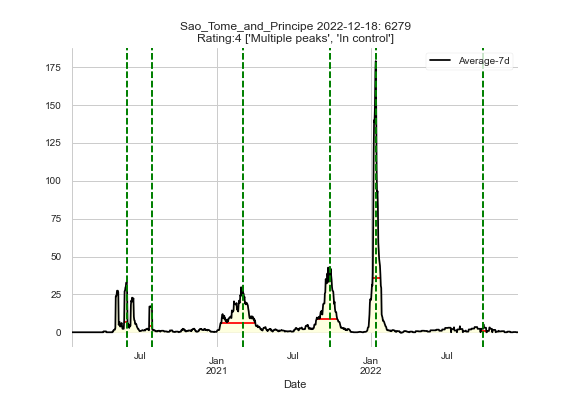 Sao_Tome_and_Principe 2022-12-18: 6279
Rating:4 ['Multiple peaks', 'In control']
Average-7d
175
150
125
100
75
50
25
0
Jul
Jan
2021
Jul
Jan
2022
Jul
Date